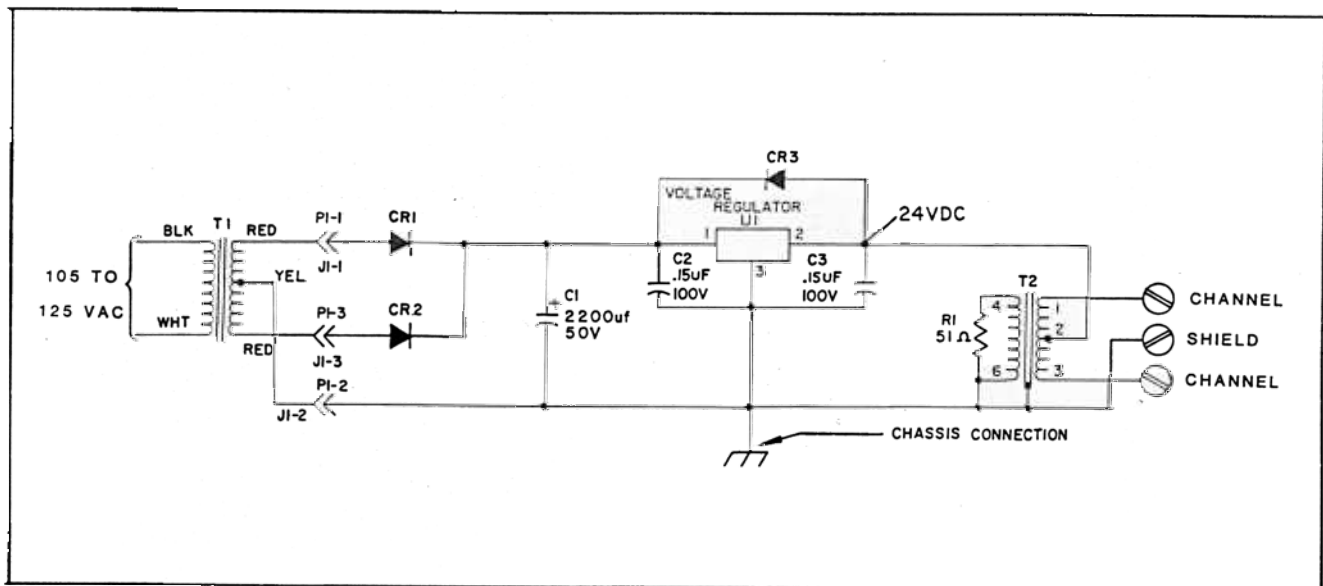 CR3
VOLTAGE
REGULATOR
U1
1
2
3
24VDC
BLK
T1
RED
P1-1
CR1
J1-1
YEL
105 TO
125 VAC
WHT
RED
P1-3
CR2
J1-3
P1-2
J1-2
+
C1
2200uf
50V
C2
.15uF
100V
C3
.15uF
100V
R1
51 Ω
T2
4
6
1
2
3
CHANNEL
SHIELD
CHANNEL
CHASSIS CONNECTION